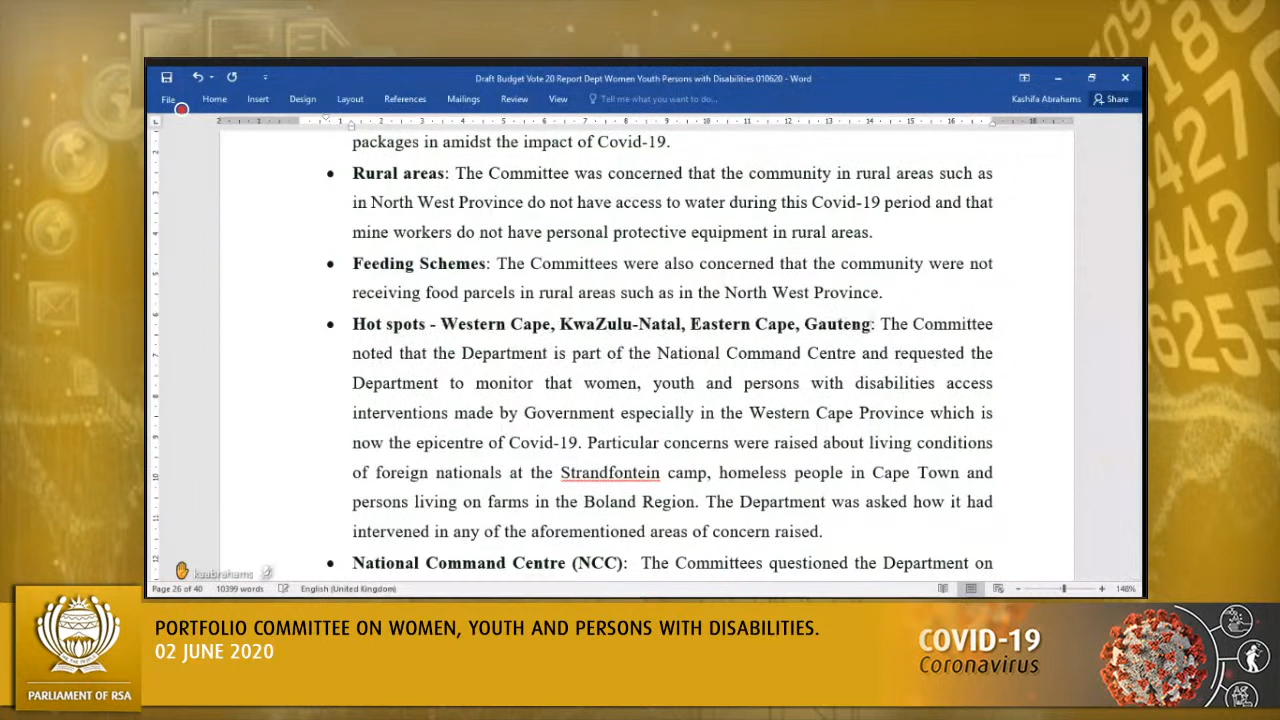 Draft Budget Vote 20 Report Dept Women Youth Persons with Disabilities 010620 - Word
File Home Insert Design Layout References Mailings Review View Tell me what you want to do... Kashifa Abrahams Share
packages in amidst the impact of Covid-19.
• Rural areas: The Committee was concerned that the community in rural areas such as
in North West Province do not have access to water during this Covid-19 period and that
mine workers do not have personal protective equipment in rural areas.
• Feeding Schemes: The Committees were also concerned that the community were not
receiving food parcels in rural areas such as in the North West Province.
• Hot spots - Western Cape, KwaZulu-Natal, Eastern Cape, Gauteng: The Committee
noted that the Department is part of the National Command Centre and requested the
Department to monitor that women, youth and persons with disabilities access
interventions made by Government especially in the Western Cape Province which is
now the epicentre of Covid-19. Particular concerns were raised about living conditions
of foreign nationals at the Strandfontein camp, homeless people in Cape Town and
persons living on farms in the Boland Region. The Department was asked how it had
intervened in any of the aforementioned areas of concern raised.
• National Command Centre (NCC): The Committees questioned the Department on
kaabrahams
Page 26 of 40 10399 words English (United Kingdom) 148%
PORTFOLIO COMMITTEE ON WOMEN, YOUTH AND PERSONS WITH DISABILITIES.
02 JUNE 2020
PARLIAMENT OF RSA
COVID-19
Coronavirus